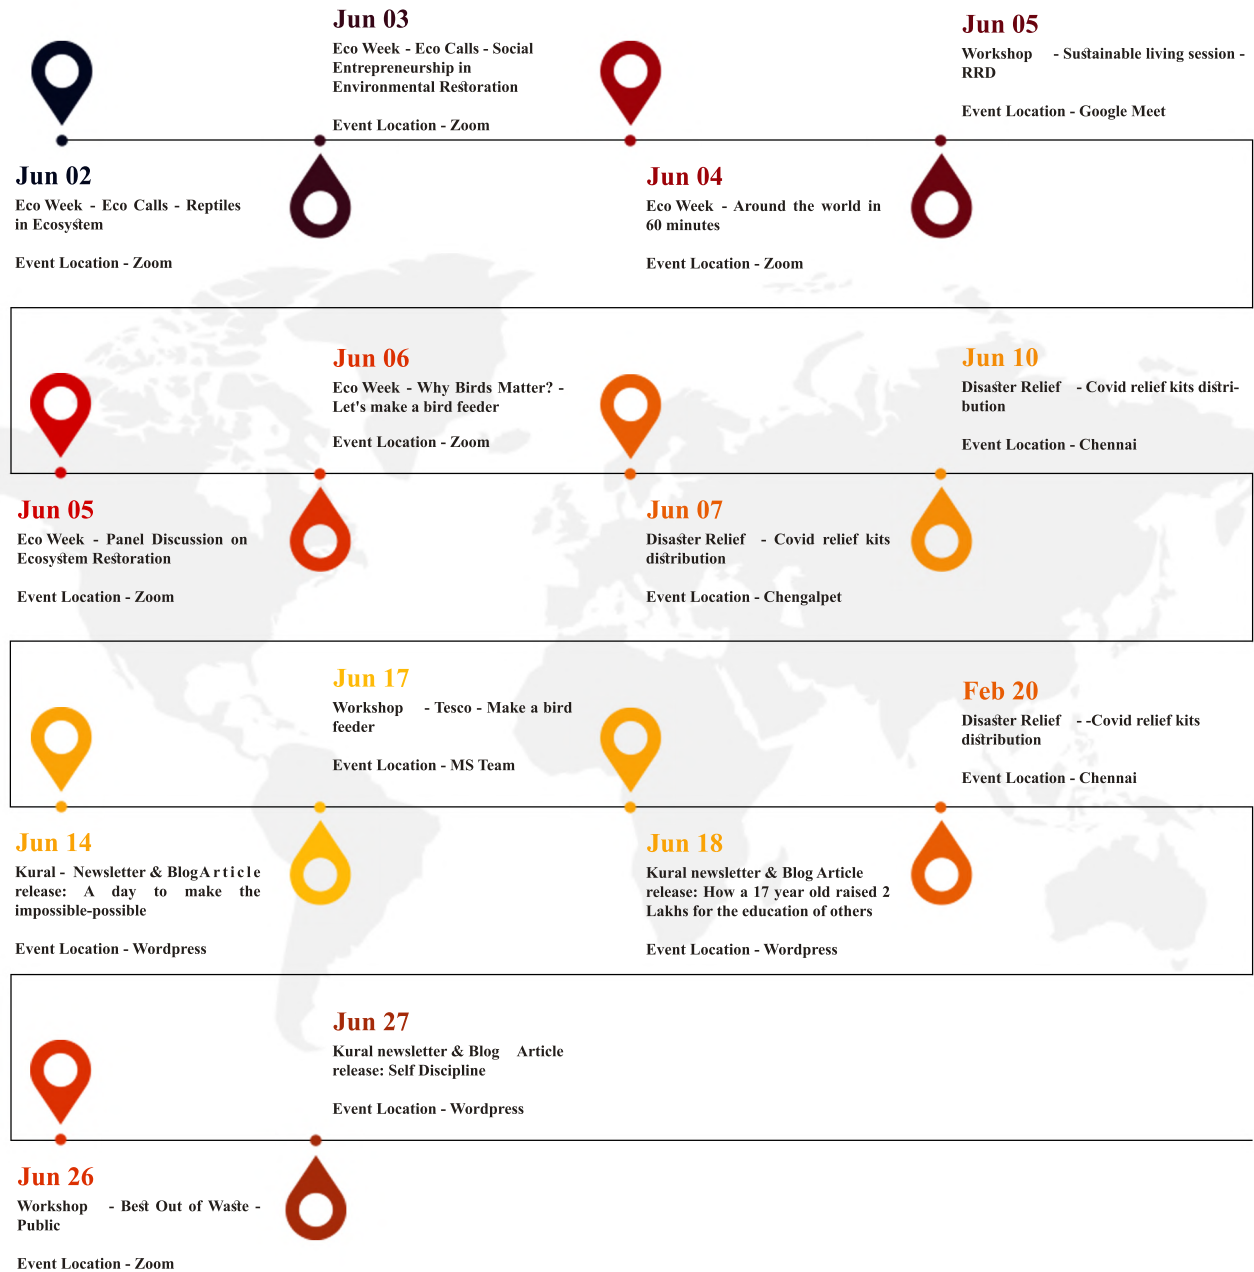 Jun 02
Eco Week - Eco Calls - Reptiles
in Ecosystem
Event Location - Zoom
Jun 03
Eco Week - Eco Calls - Social
Entrepreneurship in
Environmental Restoration
Event Location - Zoom
Jun 04
Eco Week - Around the world in
60 minutes
Event Location - Zoom
Jun 05
Workshop - Sustainable living session -
RRD
Event Location - Google Meet
Jun 05
Eco Week - Panel Discussion on
Ecosystem Restoration
Event Location - Zoom
Jun 06
Eco Week - Why Birds Matter? -
Let's make a bird feeder
Event Location - Zoom
Jun 07
Disaster Relief - Covid relief kits
distribution
Event Location - Chengalpet
Jun 10
Disaster Relief - Covid relief kits distri-
bution
Event Location - Chennai
Jun 14
Kural - Newsletter & Blog Article
release: A day to make the
impossible-possible
Event Location - Wordpress
Jun 17
Workshop - Tesco - Make a bird
feeder
Event Location - MS Team
Jun 18
Kural newsletter & Blog Article
release: How a 17 year old raised 2
Lakhs for the education of others
Event Location - Wordpress
Feb 20
Disaster Relief - -Covid relief kits
distribution
Event Location - Chennai
Jun 26
Workshop - Best Out of Waste -
Public
Event Location - Zoom
Jun 27
Kural newsletter & Blog Article
release: Self Discipline
Event Location - Wordpress